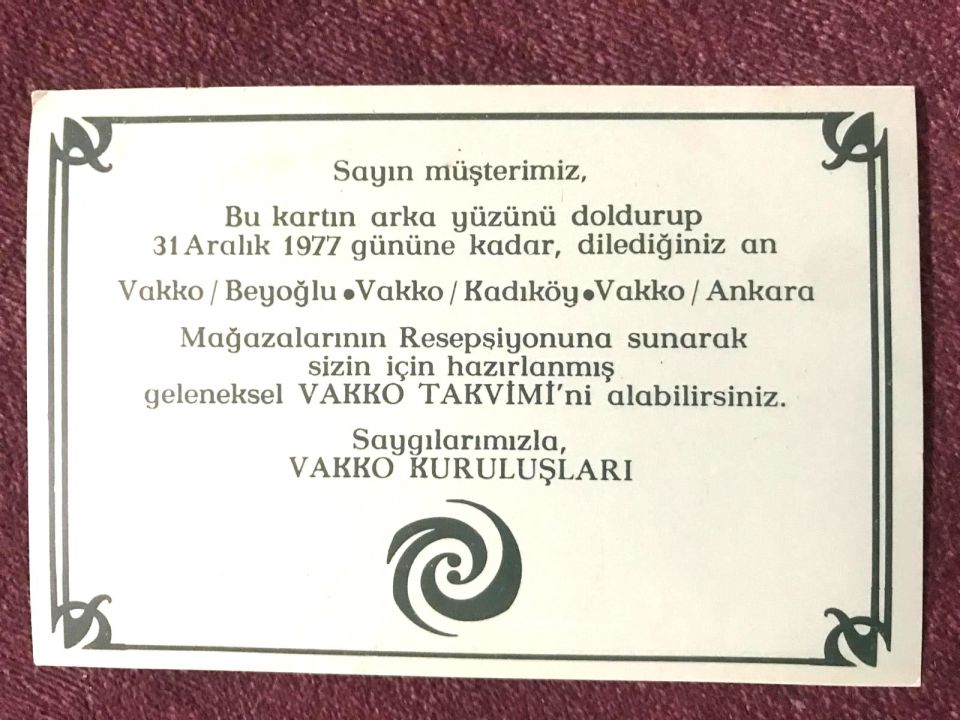 Sayın müşterimiz,
Bu kartın arka yüzünü doldurup
31 Aralık 1977 gününe kadar, dilediğiniz an
Vakko / Beyoğlu • Vakko / Kadıköy • Vakko / Ankara
Mağazalarının Resepşiyonuna sunarak
sizin için hazırlanmış
geleneksel VAKKO TAKVİMİ'ni alabilirsiniz.
Saygılarımızla,
VAKKO KURULUŞLARI